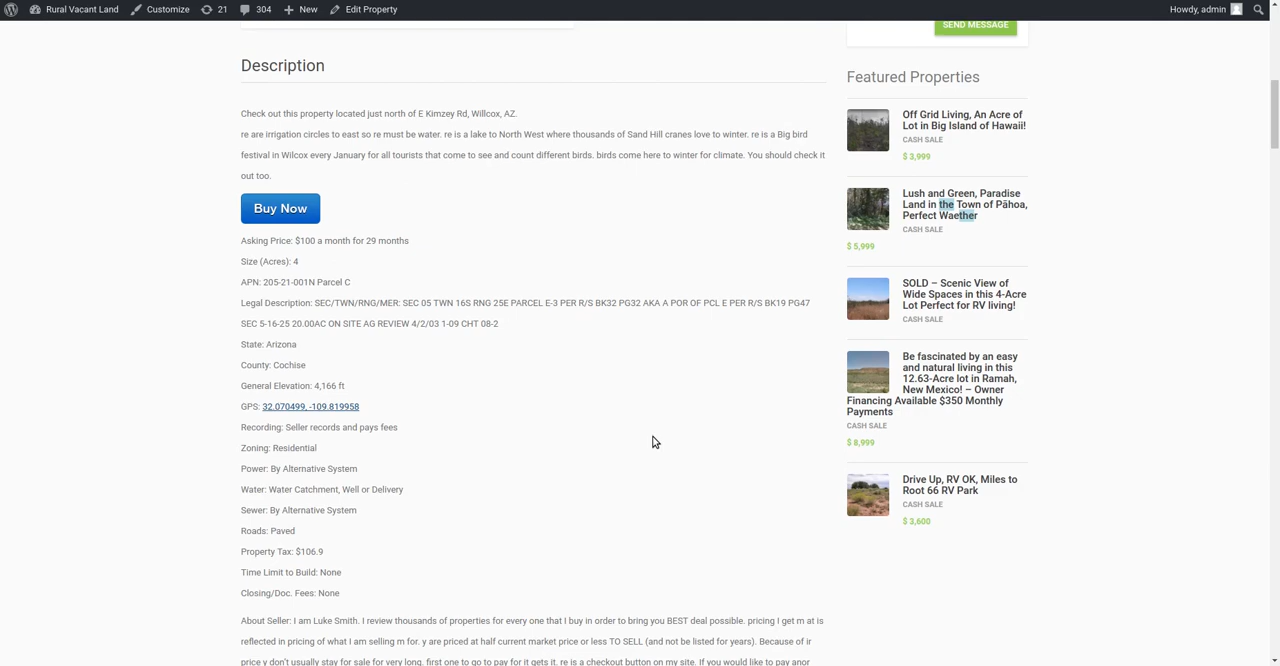 Rural Vacant Land
Customize
21
304
New
Edit Property
Howdy, admin
SEND MESSAGE
Description
Check out this property located just north of E Kimzey Rd, Willcox, AZ.
re are irrigation circles to east so re must be water. re is a lake to North West where thousands of Sand Hill cranes love to winter. re is a Big bird
festival in Wilcox every January for all tourists that come to see and count different birds. birds come here to winter for climate. You should check it
out too.
Buy Now
Asking Price: $100 a month for 29 months
Size (Acres): 4
APN: 205-21-001N Parcel C
Legal Description: SEC/TWN/RNG/MER: SEC 05 TWN 16S RNG 25E PARCEL E-3 PER R/S BK32 PG32 AKA A POR OF PCL E PER R/S BK19 PG47
SEC 5-16-25 20.00AC ON SITE AG REVIEW 4/2/03 1-09 CHT 08-2
State: Arizona
County: Cochise
General Elevation: 4,166 ft
GPS: 32.070499, -109.819958
Recording: Seller records and pays fees
Zoning: Residential
Power: By Alternative System
Water: Water Catchment, Well or Delivery
Sewer: By Alternative System
Roads: Paved
Property Tax: $106.9
Time Limit to Build: None
Closing/Doc. Fees: None
About Seller: I am Luke Smith. I review thousands of properties for every one that I buy in order to bring you BEST deal possible. pricing I get m at is
reflected in pricing of what I am selling m for. y are priced at half current market price or less TO SELL (and not be listed for years). Because of ir
price y don't usually stay for sale for very long. first one to go to pay for it gets it. re is a checkout button on my site. If you would like to pay anor
Featured Properties
Off Grid Living, An Acre of
Lot in Big Island of Hawaii!
CASH SALE
$ 3,999
Lush and Green, Paradise
Land in the Town of Pāhoa,
Perfect Waether
CASH SALE
$ 5,999
SOLD – Scenic View of
Wide Spaces in this 4-Acre
Lot Perfect for RV living!
CASH SALE
Be fascinated by an easy
and natural living in this
12.63-Acre lot in Ramah,
New Mexico! – Owner
Financing Available $350 Monthly
Payments
CASH SALE
$ 8,999
Drive Up, RV OK, Miles to
Root 66 RV Park
CASH SALE
$ 3,600